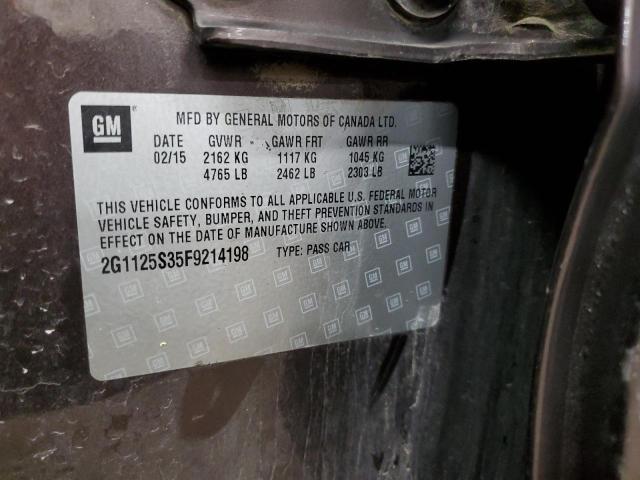 GM
MFD BY GENERAL MOTORS OF CANADA LTD.
DATE GVWR GAWR FRT GAWR RR
02/15 2162 KG 1117 KG 1045 KG
4765 LB 2462 LB 2303 LB
THIS VEHICLE CONFORMS TO ALL APPLICABLE U.S. FEDERAL MOTOR
VEHICLE SAFETY, BUMPER, AND THEFT PREVENTION STANDARDS IN
EFFECT ON THE DATE OF MANUFACTURE SHOWN ABOVE.
2G1125S35F9214198 TYPE: PASS CAR